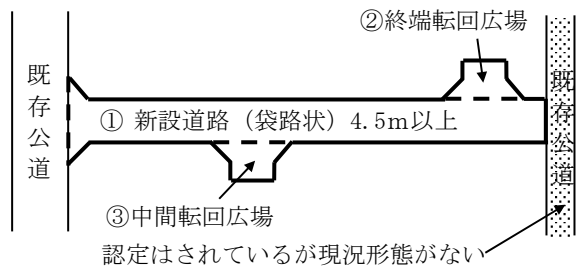 ②終端転回広場
既存公道
既存公道
① 新設道路（袋路状）4.5m以上
③中間転回広場
認定はされているが現況形態がない